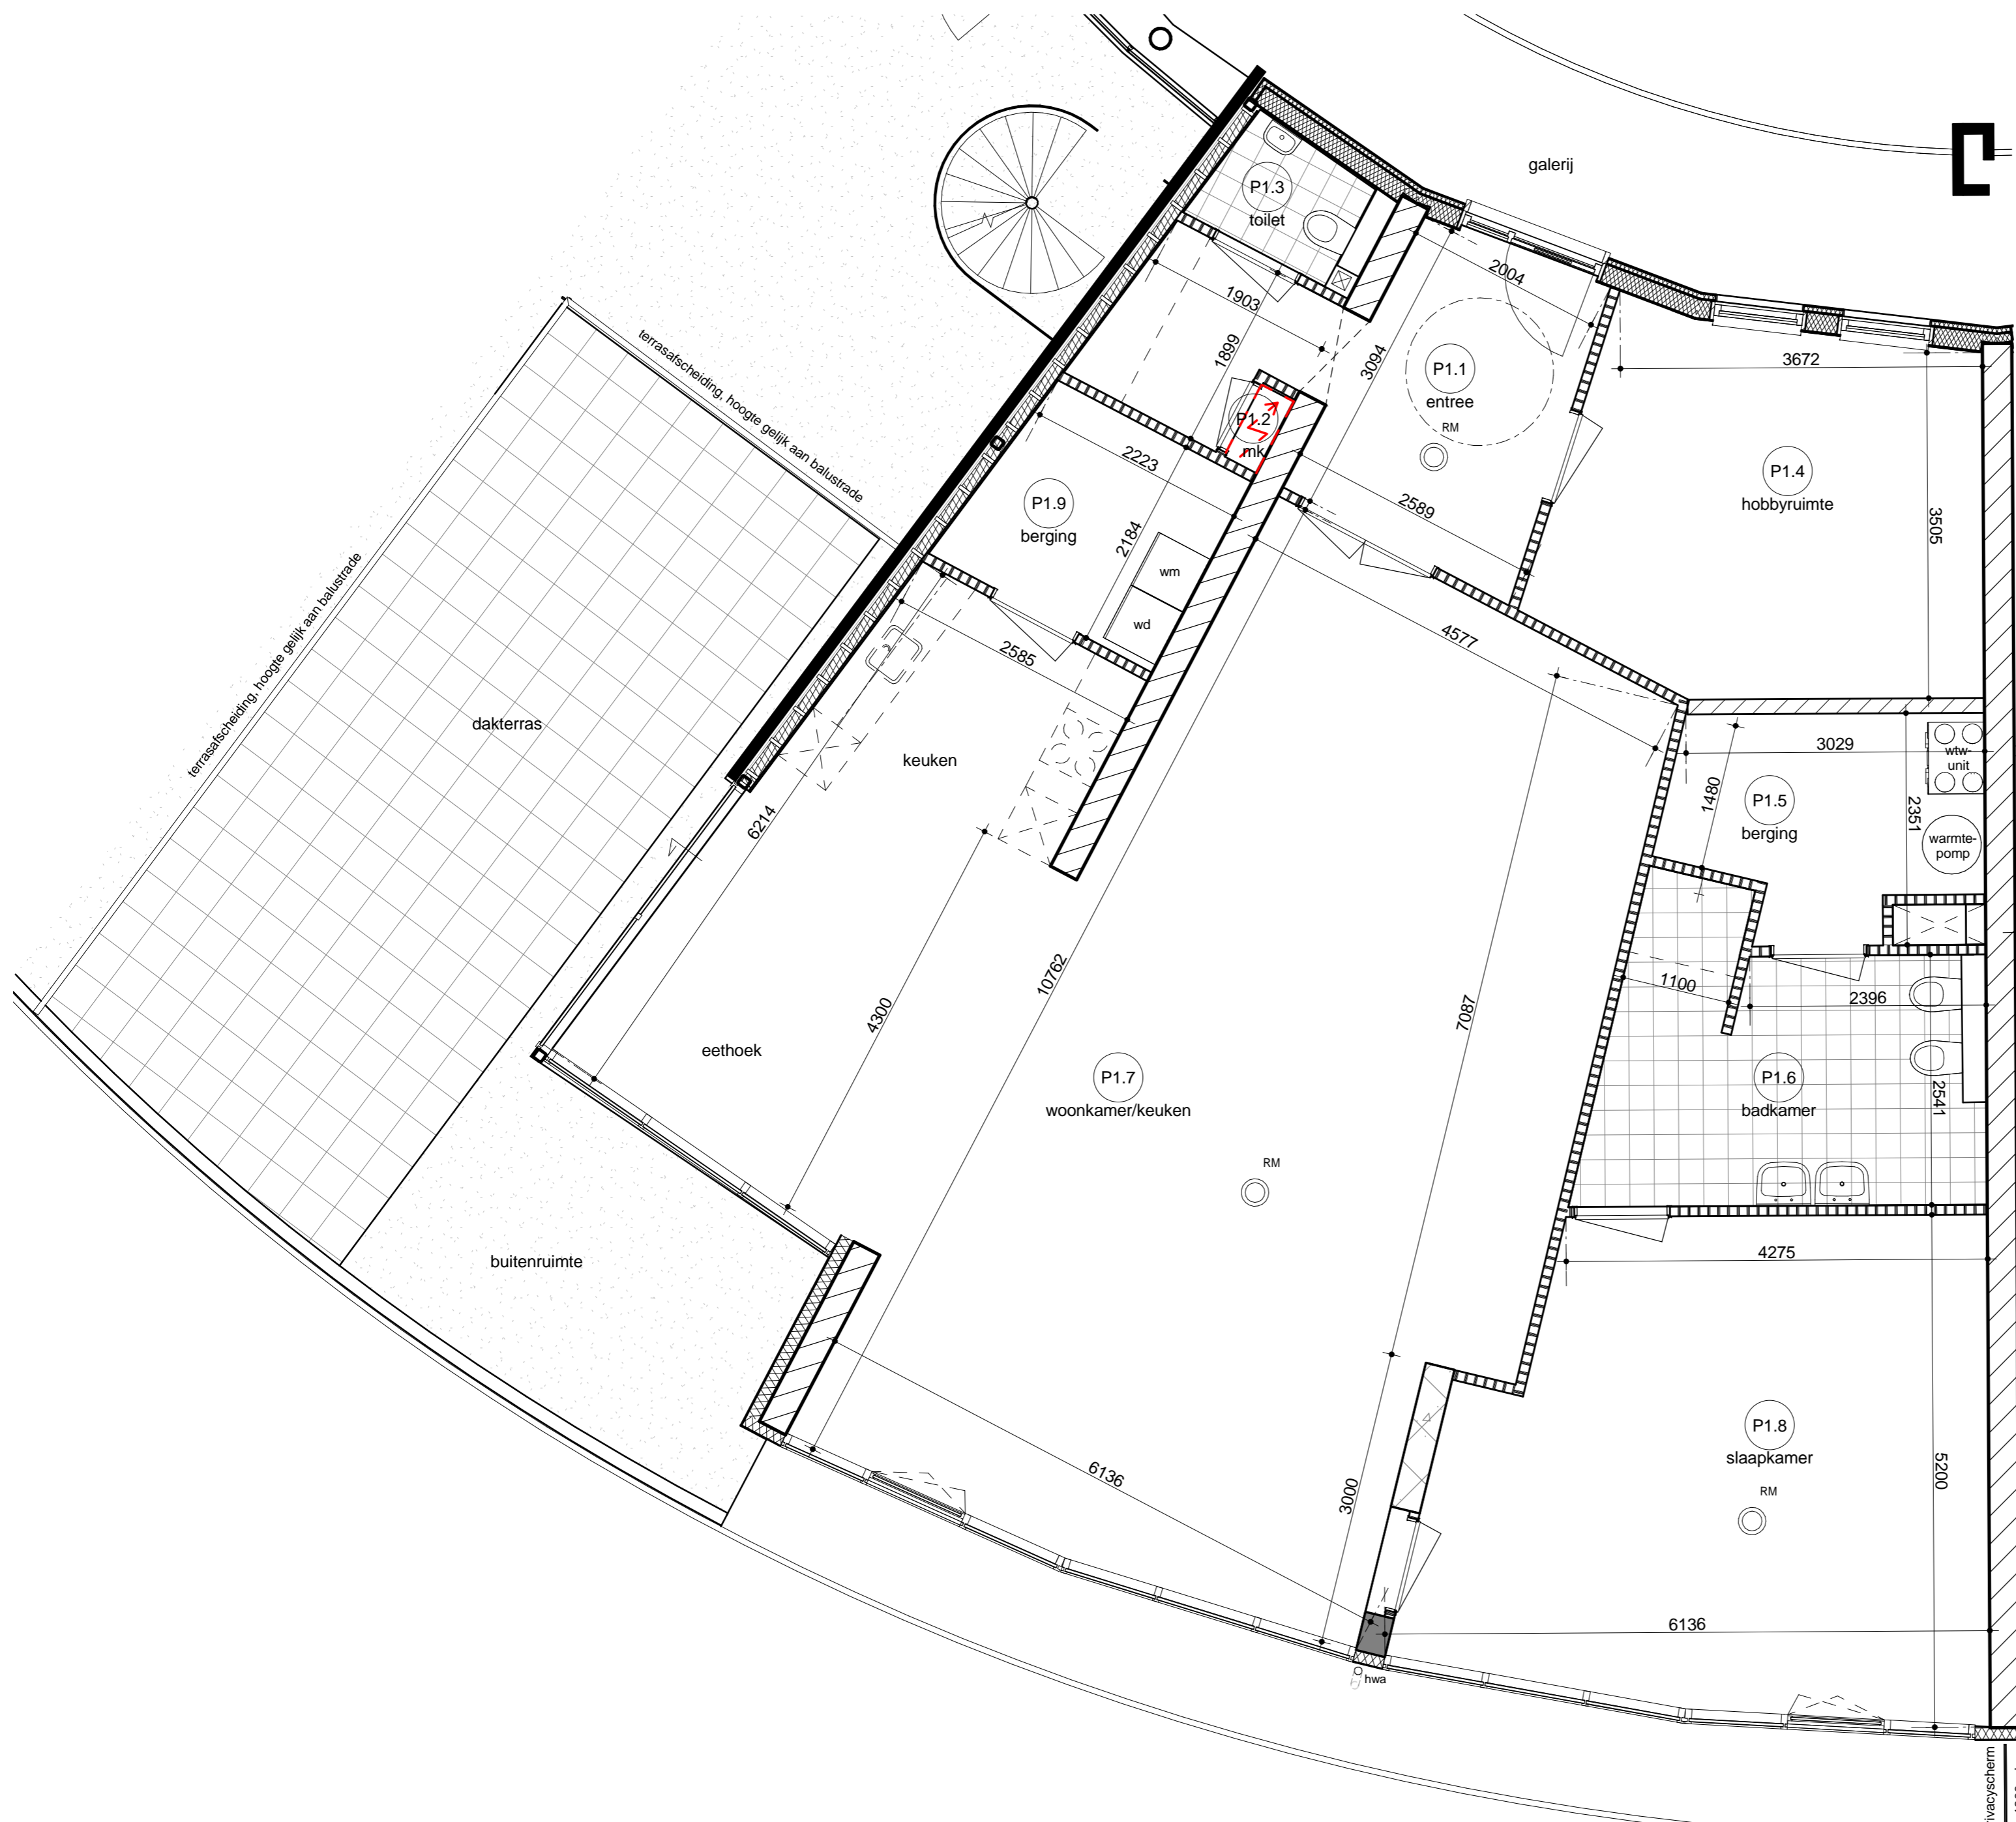 galerij
P1.3
toilet
2004
1903
1899
3094
3672
P1.1
entree
RM
P1.2
mk
terrasafscheiding, hoogte gelijk aan balustrade
terrasafscheiding, hoogte gelijk aan balustrade
2223
P1.9
berging
2184
2589
P1.4
hobbyruimte
3505
wm
wd
2585
4577
dakterras
keuken
6214
3029
wtw-
unit
1480
P1.5
berging
2351
warmte-
pomp
10762
4300
7087
1100
2396
eethoek
P1.7
woonkamer/keuken
P1.6
badkamer
2541
RM
buitenruimte
4275
P1.8
slaapkamer
RM
5200
6136
3000
6136
hwa